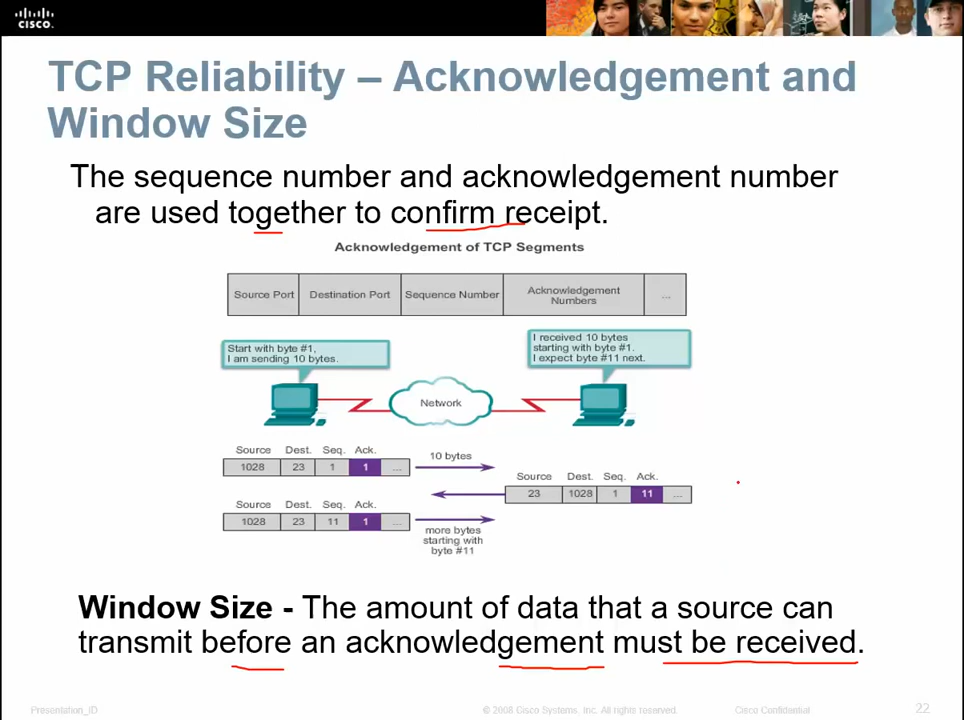 CISCO.
TCP Reliability – Acknowledgement and
Window Size
The sequence number and acknowledgement number
are used together to confirm receipt.
Acknowledgement of TCP Segments
Source Port Destination Port Sequence Number Acknowledgement Numbers ...
Start with byte #1,
I am sending 10 bytes.
I received 10 bytes
starting with byte #1.
I expect byte #11 next.
Network
Source Dest. Seq. Ack.
1028 23 1 1 ...
10 bytes
Source Dest. Seq. Ack.
23 1028 1 11 ...
Source Dest. Seq. Ack.
1028 23 11 1 ...
more bytes
starting with
byte #11
Window Size - The amount of data that a source can
transmit before an acknowledgement must be received.
Presentation_ID © 2008 Cisco Systems, Inc. All rights reserved. Cisco Confidential 22